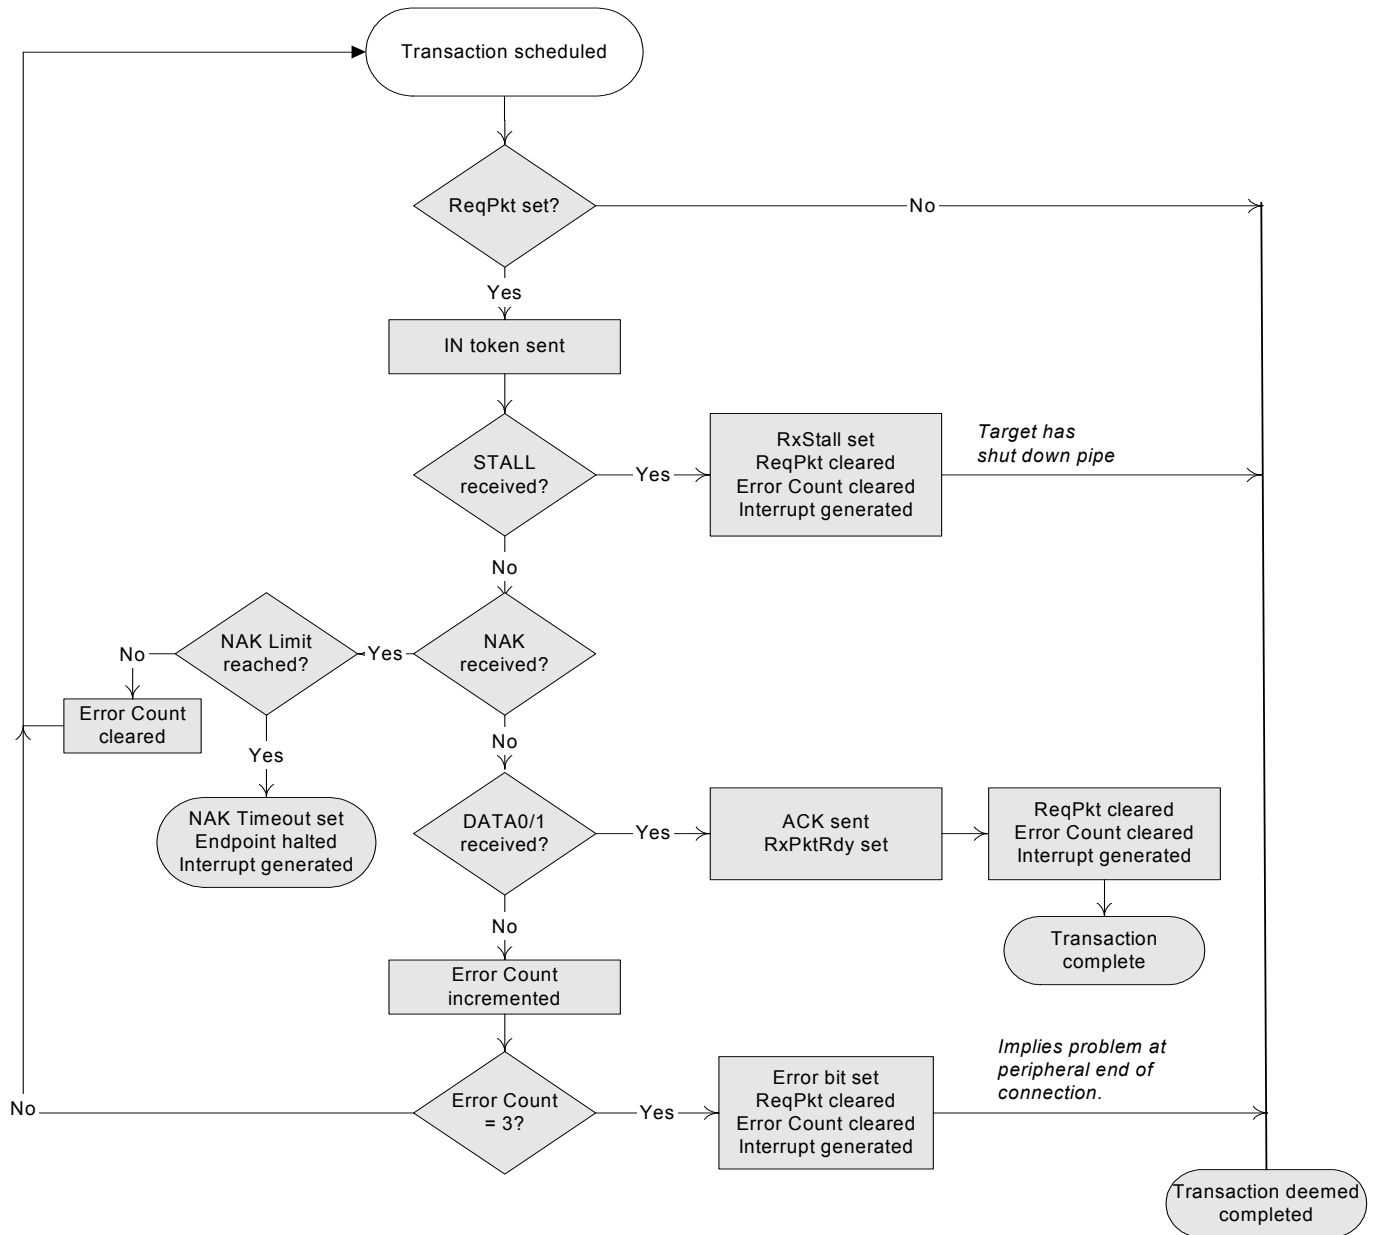 Transaction scheduled
ReqPkt set?
No
Yes
IN token sent
STALL
received?
Yes
RxStall set
ReqPkt cleared
Error Count cleared
Interrupt generated
Target has
shut down pipe
No
NAK
received?
Yes
NAK Limit
reached?
No
Error Count
cleared
Yes
NAK Timeout set
Endpoint halted
Interrupt generated
No
DATA0/1
received?
Yes
ACK sent
RxPktRdy set
ReqPkt cleared
Error Count cleared
Interrupt generated
Transaction
complete
No
Error Count
incremented
Error Count
= 3?
No
Yes
Error bit set
ReqPkt cleared
Error Count cleared
Interrupt generated
Implies problem at
peripheral end of
connection.
Transaction deemed
completed